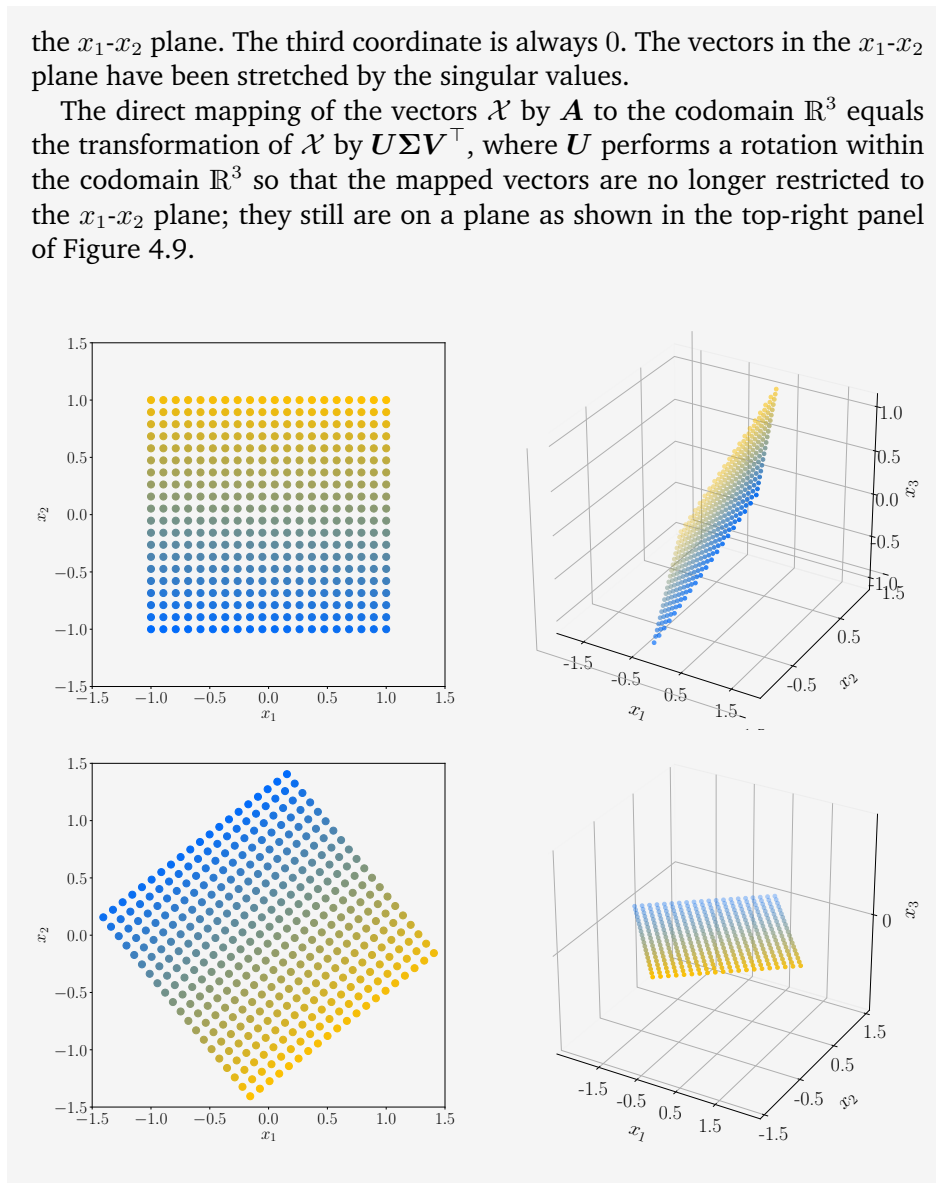 the x₁-x₂ plane. The third coordinate is always 0. The vectors in the x₁-x₂
plane have been stretched by the singular values.
The direct mapping of the vectors 𝒳 by A to the codomain ℝ³ equals
the transformation of 𝒳 by UΣV⊤, where U performs a rotation within
the codomain ℝ³ so that the mapped vectors are no longer restricted to
the x₁-x₂ plane; they still are on a plane as shown in the top-right panel
of Figure 4.9.
1.5
1.0
0.5
0.0
−0.5
−1.0
−1.5
x₂
−1.5 −1.0 −0.5 0.0 0.5 1.0 1.5
x₁
1.0
0.5
0.0
-0.5
-1.0
x₃
1.5
0.5
-0.5
x₂
-1.5 -0.5 0.5 1.5
x₁
1.5
1.0
0.5
0.0
−0.5
−1.0
−1.5
x₂
−1.5 −1.0 −0.5 0.0 0.5 1.0 1.5
x₁
0
x₃
1.5
0.5
-0.5
-1.5
x₂
-1.5 -0.5 0.5 1.5
x₁